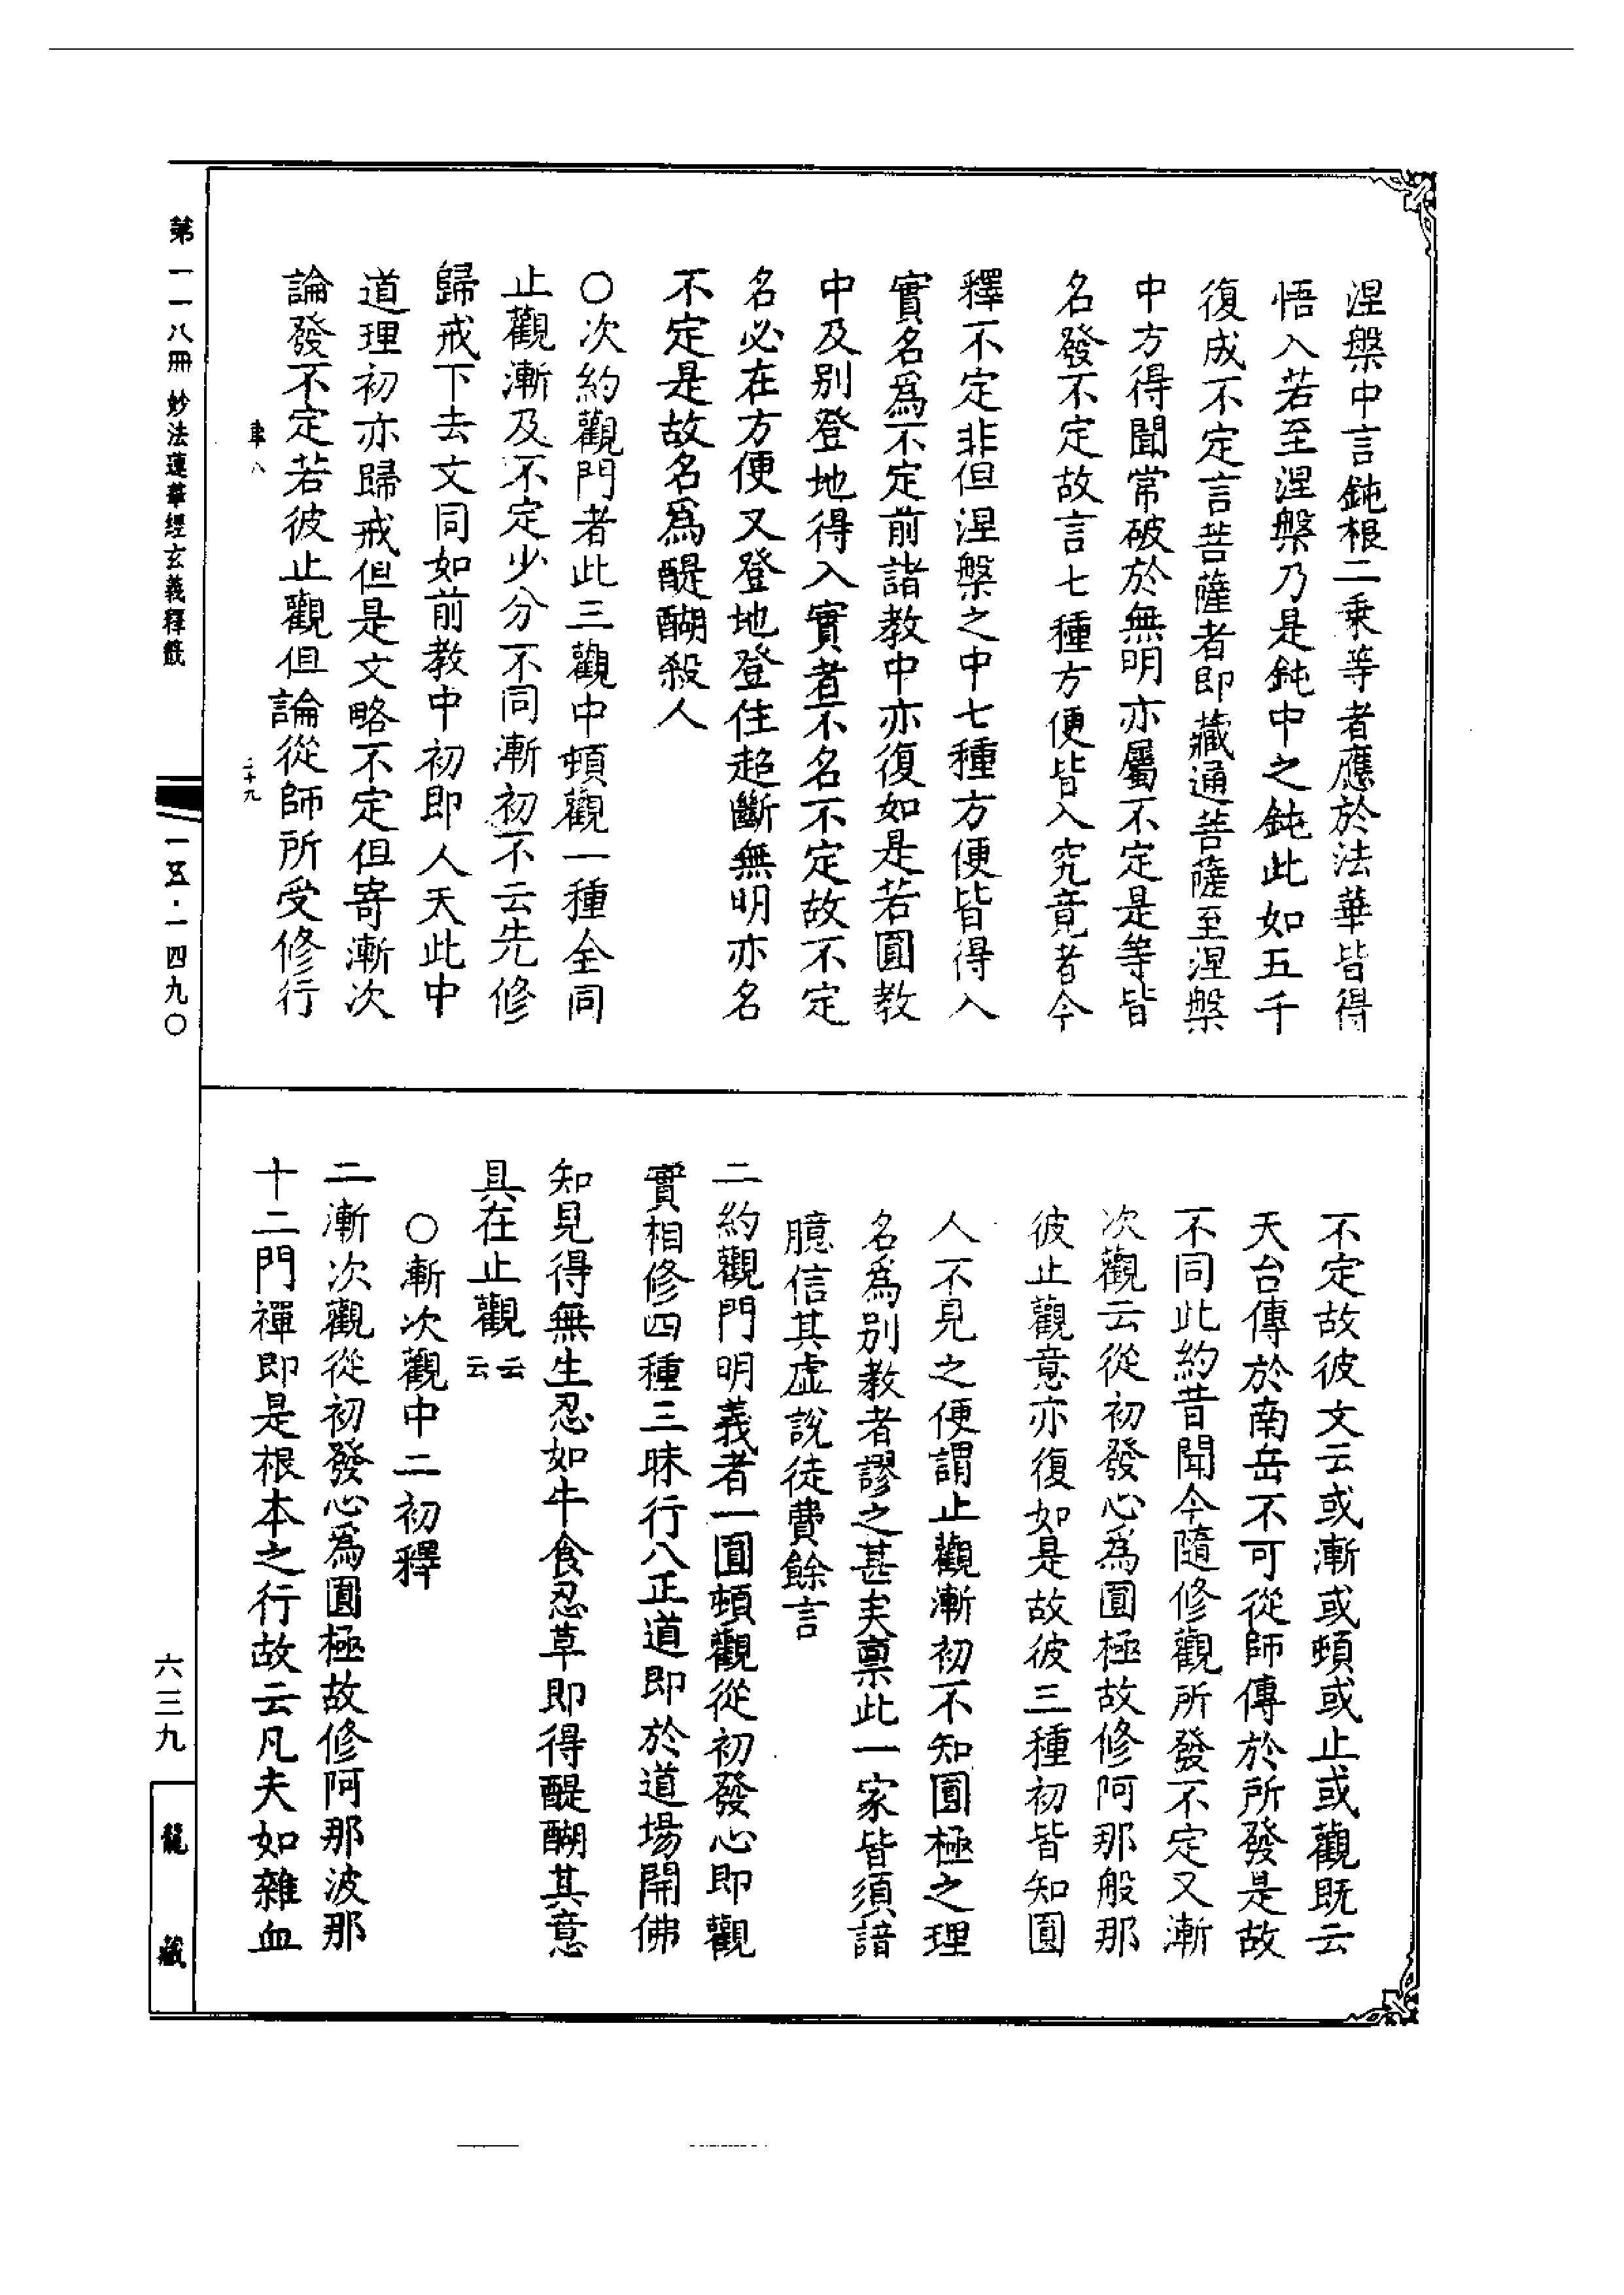 涅槃中言鈍根二乘等者應於法華皆得
悟入若至涅槃乃是鈍中之鈍此如五千
復成不定言菩薩者即藏通菩薩至涅槃
中方得聞常破於無明亦屬不定是等皆
名發不定故言七種方便皆入究竟者今
釋不定非但涅槃之中七種方便皆得入
實名為不定前諸教中亦復如是若圓教
中及別登地得入實者不名不定故不定
名必在方便又登地登住超斷無明亦名
不定是故名為醍醐殺人
○次約觀門者此三觀中頓觀一種全同
止觀漸及不定少分不同漸初不云先修
歸戒下去文同如前教中初即人天此中
道理初亦歸戒但是文略不定但寄漸次
論發不定若彼止觀但論從師所受修行
車八 二十九
不定故彼文云或漸或頓或止或觀既云
天台傳於南岳不可從師傳於所發是故
不同此約昔聞今隨修觀所發不定又漸
次觀云從初發心為圓極故修阿那般那
彼止觀意亦復如是故彼三種初皆知圓
人不見之便謂止觀漸初不知圓極之理
名為別教者謬之甚矣稟此一家皆須諳
臆信其虛說徒費餘言
二約觀門明義者一圓頓觀從初發心即觀
實相修四種三昧行八正道即於道場開佛
知見得無生忍如牛食忍草即得醍醐其意
具在止觀云云
○漸次觀中二初釋
二漸次觀從初發心為圓極故修阿那波那
十二門禪即是根本之行故云凡夫如雜血
第一一八冊 妙法蓮華經玄義釋籤
一五·一四九〇
六三九
龍藏